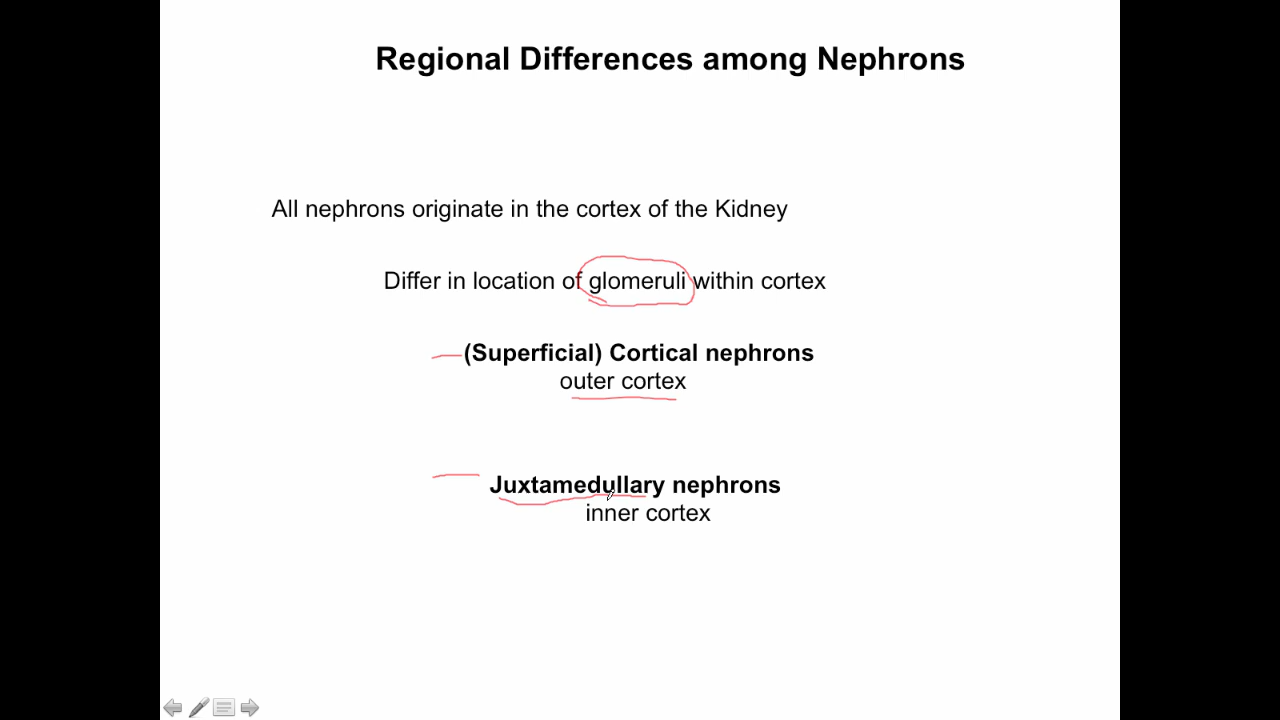 Regional Differences among Nephrons
All nephrons originate in the cortex of the Kidney
Differ in location of glomeruli within cortex
(Superficial) Cortical nephrons
outer cortex
Juxtamedullary nephrons
inner cortex